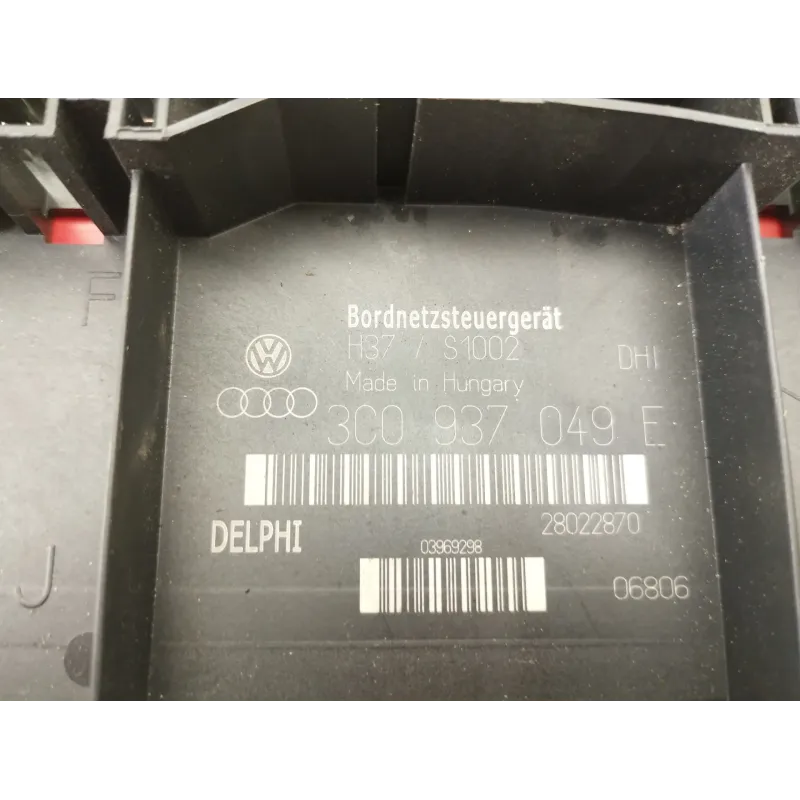 F
Bordnetzsteuergerät
H37 / S1002
DHI
Made in Hungary
3C0 937 049 E
28022870
DELPHI
03969298
06806
J